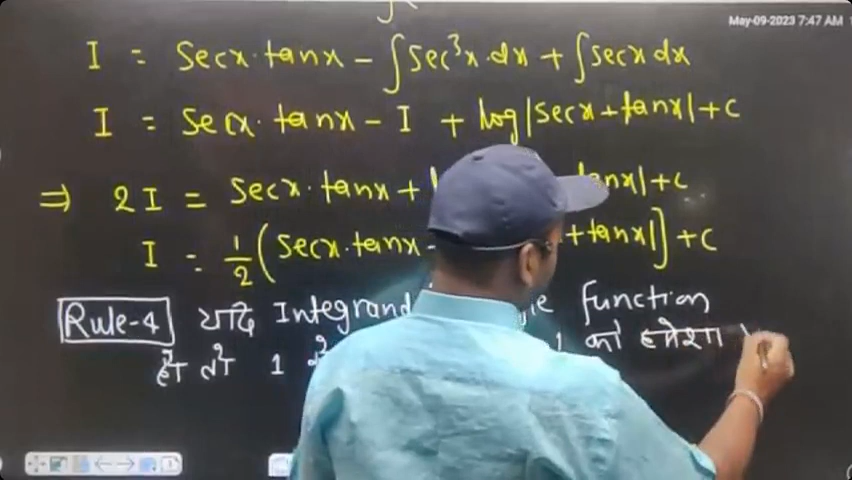 May-09-2023 7:47 AM
I = secx·tanx – ∫sec³x·dx + ∫secx dx
I = secx·tanx – I + log|secx+tanx| + c
⇒ 2I = secx·tanx + tanx| + c
I = 1/2 (secx·tanx + tanx|] + c
Rule-4 यदि Integrand function
है तो 1 1 को हमेशा